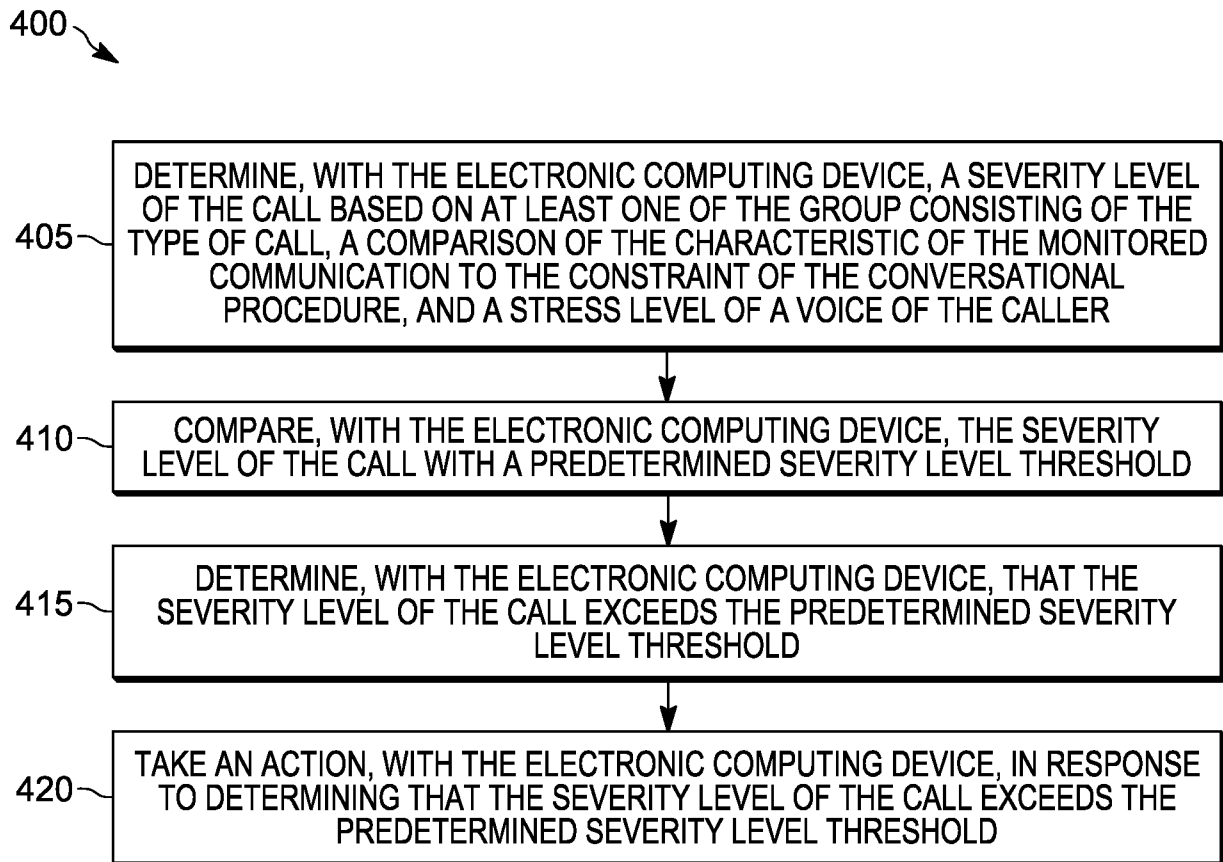 400
405
DETERMINE, WITH THE ELECTRONIC COMPUTING DEVICE, A SEVERITY LEVEL
OF THE CALL BASED ON AT LEAST ONE OF THE GROUP CONSISTING OF THE
TYPE OF CALL, A COMPARISON OF THE CHARACTERISTIC OF THE MONITORED
COMMUNICATION TO THE CONSTRAINT OF THE CONVERSATIONAL
PROCEDURE, AND A STRESS LEVEL OF A VOICE OF THE CALLER
410
COMPARE, WITH THE ELECTRONIC COMPUTING DEVICE, THE SEVERITY
LEVEL OF THE CALL WITH A PREDETERMINED SEVERITY LEVEL THRESHOLD
415
DETERMINE, WITH THE ELECTRONIC COMPUTING DEVICE, THAT THE
SEVERITY LEVEL OF THE CALL EXCEEDS THE PREDETERMINED SEVERITY
LEVEL THRESHOLD
420
TAKE AN ACTION, WITH THE ELECTRONIC COMPUTING DEVICE, IN RESPONSE
TO DETERMINING THAT THE SEVERITY LEVEL OF THE CALL EXCEEDS THE
PREDETERMINED SEVERITY LEVEL THRESHOLD